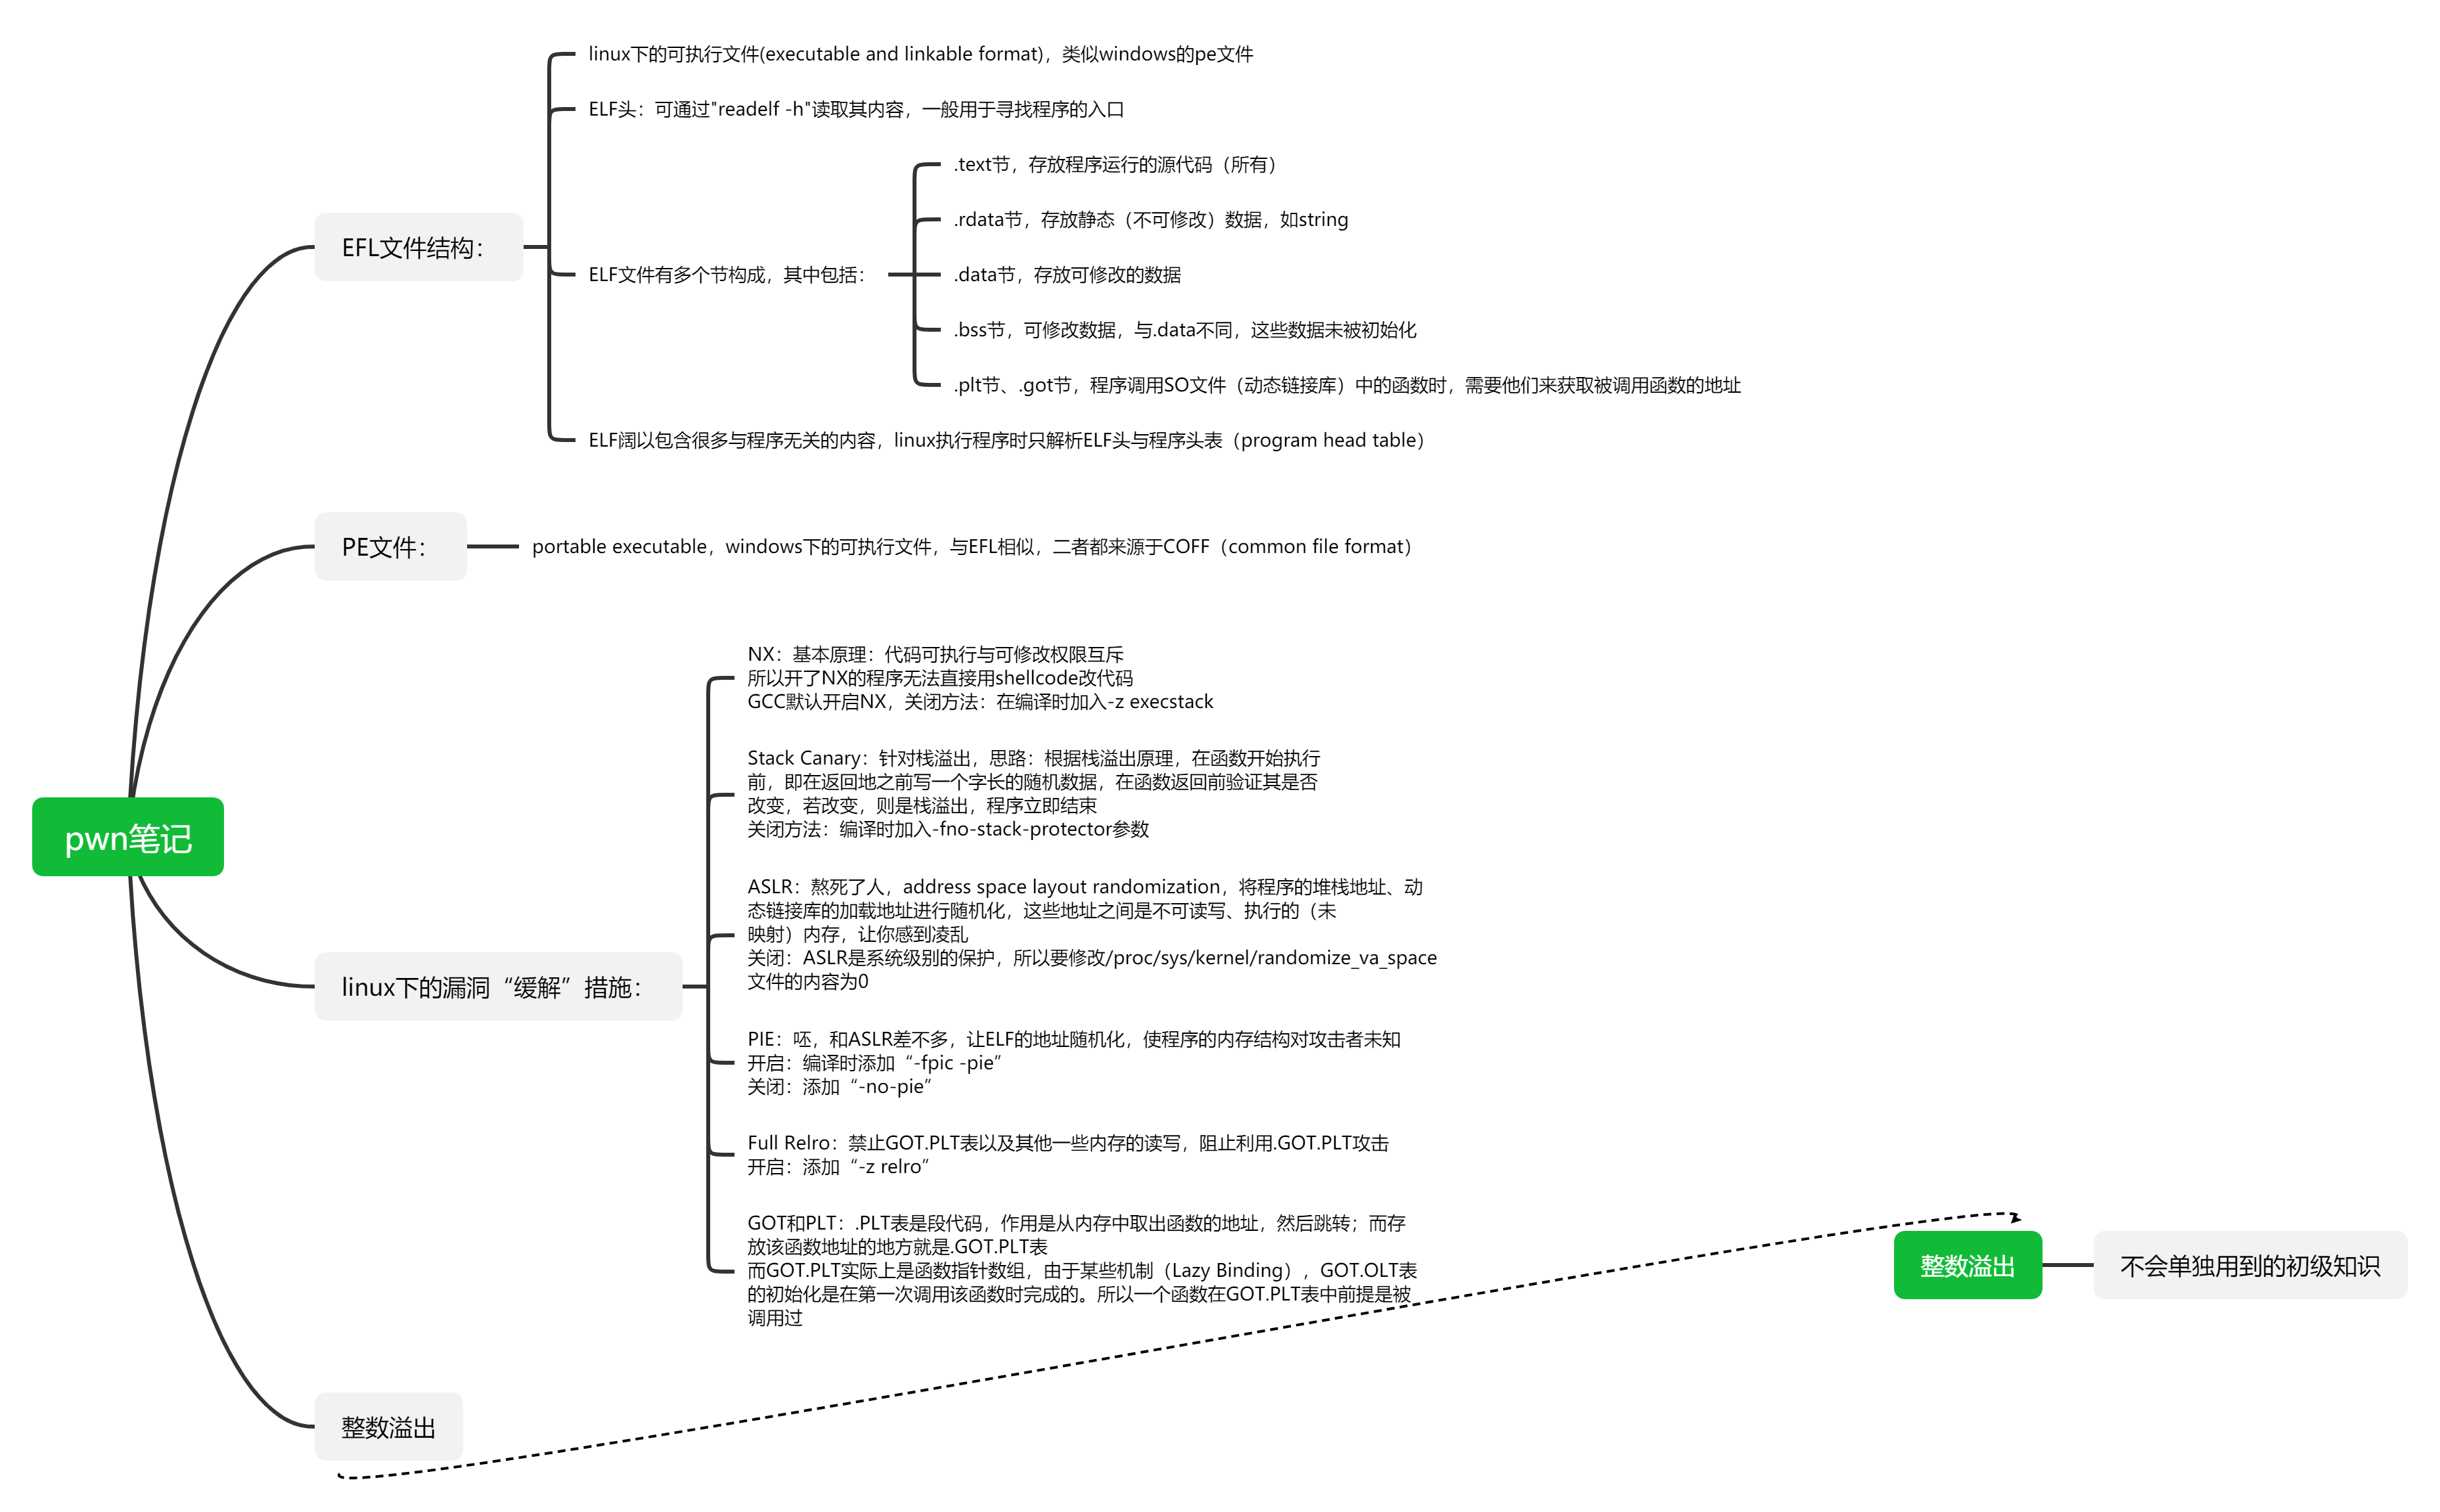 linux下的可执行文件(executable and linkable format)，类似windows的pe文件
ELF头：可通过"readelf -h"读取其内容，一般用于寻找程序的入口
.text节，存放程序运行的源代码（所有）
.rdata节，存放静态（不可修改）数据，如string
EFL文件结构：
ELF文件有多个节构成，其中包括：
.data节，存放可修改的数据
.bss节，可修改数据，与.data不同，这些数据未被初始化
.plt节、.got节，程序调用SO文件（动态链接库）中的函数时，需要他们来获取被调用函数的地址
ELF阔以包含很多与程序无关的内容，linux执行程序时只解析ELF头与程序头表（program head table）
PE文件：
portable executable，windows下的可执行文件，与EFL相似，二者都来源于COFF（common file format）
pwn笔记
linux下的漏洞“缓解”措施：
NX：基本原理：代码可执行与可修改权限互斥
所以开了NX的程序无法直接用shellcode改代码
GCC默认开启NX，关闭方法：在编译时加入-z execstack
Stack Canary：针对栈溢出，思路：根据栈溢出原理，在函数开始执行
前，即在返回地之前写一个字长的随机数据，在函数返回前验证其是否
改变，若改变，则是栈溢出，程序立即结束
关闭方法：编译时加入-fno-stack-protector参数
ASLR：熬死了人，address space layout randomization，将程序的堆栈地址、动
态链接库的加载地址进行随机化，这些地址之间是不可读写、执行的（未
映射）内存，让你感到凌乱
关闭：ASLR是系统级别的保护，所以要修改/proc/sys/kernel/randomize_va_space
文件的内容为0
PIE：呸，和ASLR差不多，让ELF的地址随机化，使程序的内存结构对攻击者未知
开启：编译时添加“-fpic -pie”
关闭：添加“-no-pie”
Full Relro：禁止GOT.PLT表以及其他一些内存的读写，阻止利用.GOT.PLT攻击
开启：添加“-z relro”
GOT和PLT：.PLT表是段代码，作用是从内存中取出函数的地址，然后跳转；而存
放该函数地址的地方就是.GOT.PLT表
而GOT.PLT实际上是函数指针数组，由于某些机制（Lazy Binding），GOT.OLT表
的初始化是在第一次调用该函数时完成的。所以一个函数在GOT.PLT表中前提是被
调用过
整数溢出
整数溢出
不会单独用到的初级知识